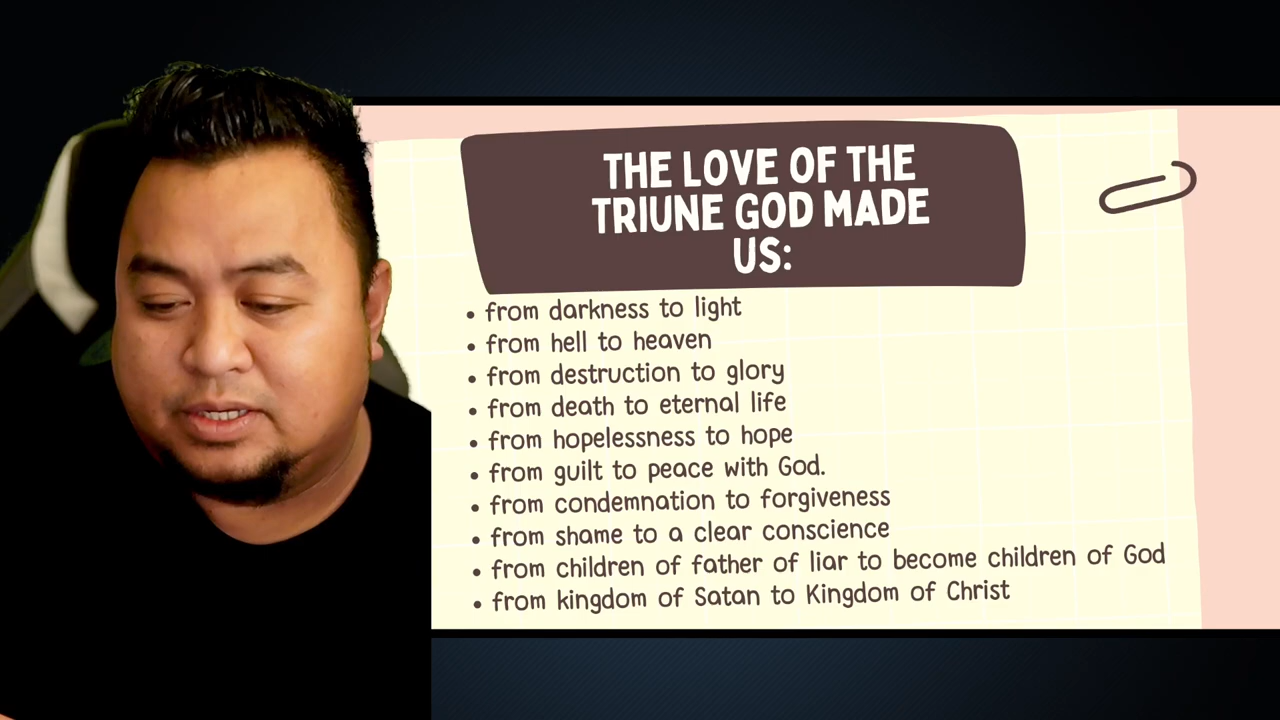 THE LOVE OF THE
TRIUNE GOD MADE
US:
• from darkness to light
• from hell to heaven
• from destruction to glory
• from death to eternal life
• from hopelessness to hope
• from guilt to peace with God.
• from condemnation to forgiveness
• from shame to a clear conscience
• from children of father of liar to become children of God
• from kingdom of Satan to Kingdom of Christ